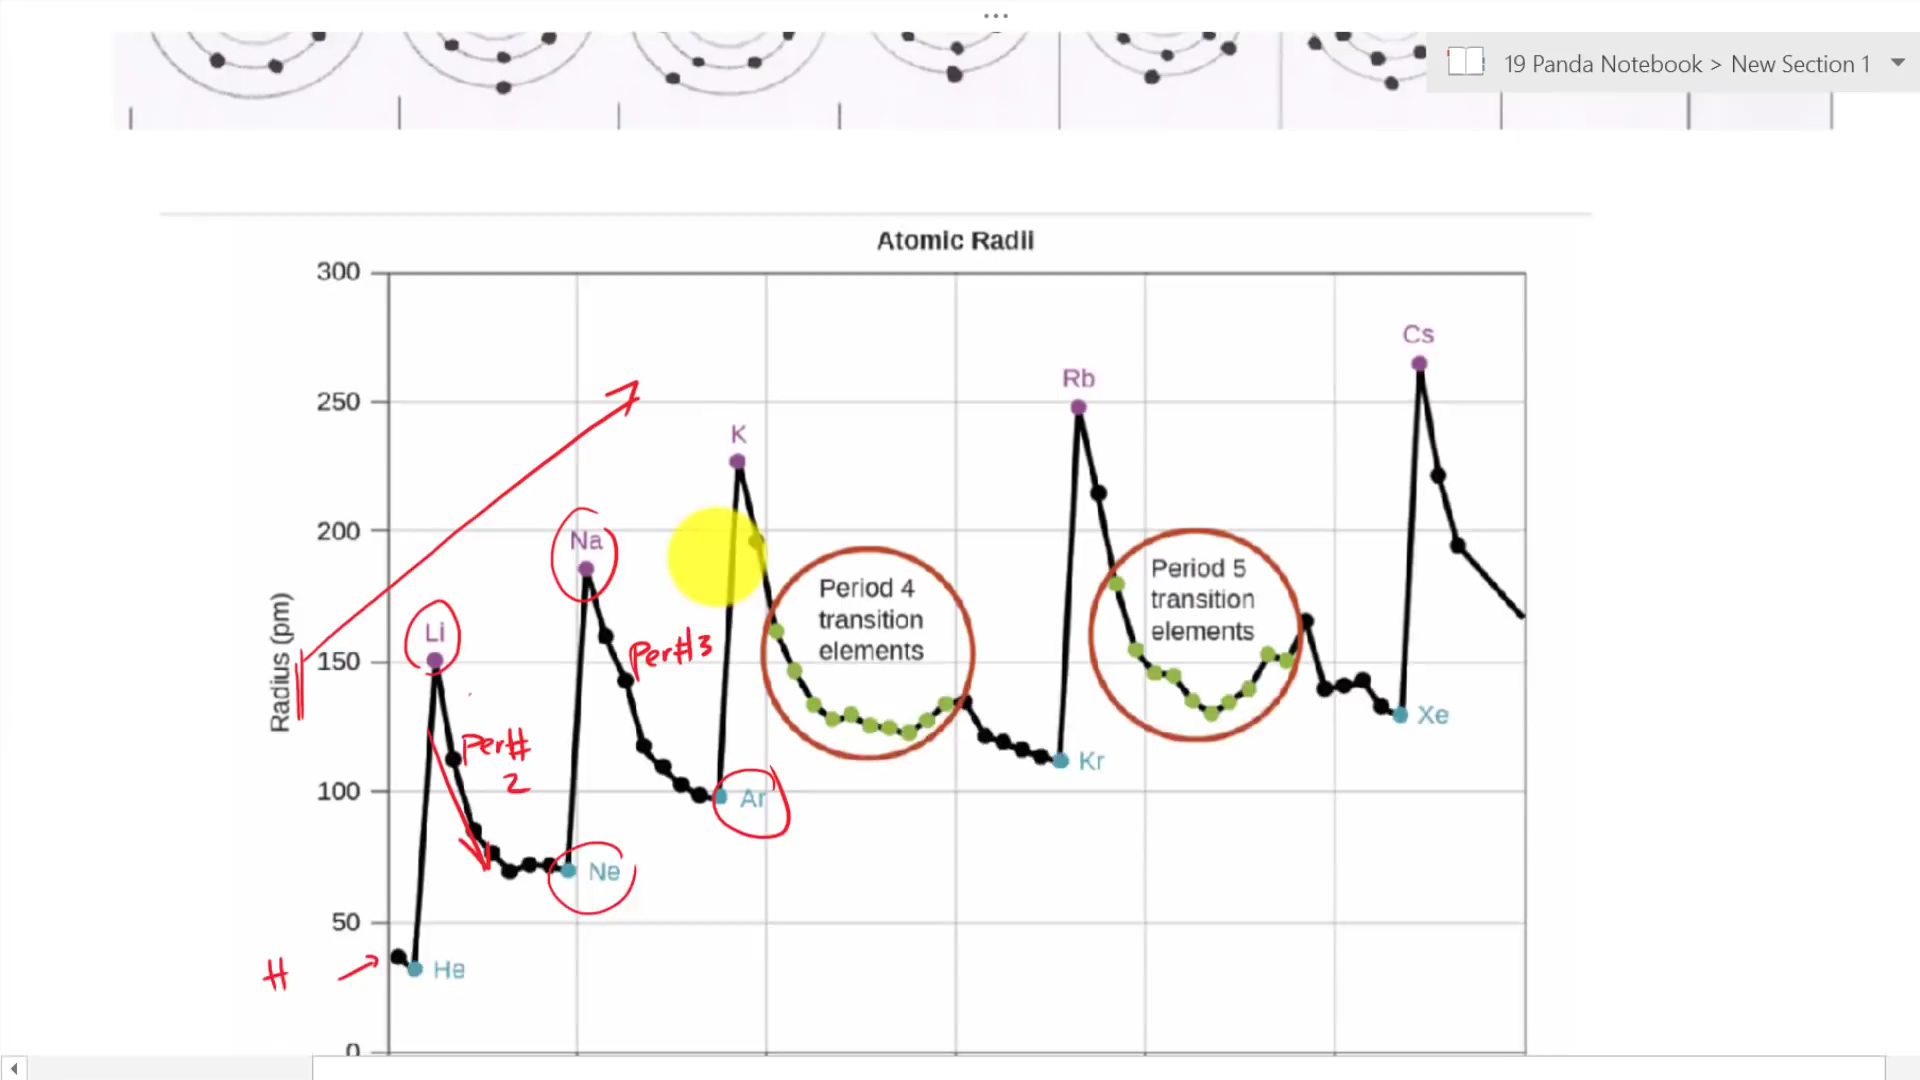 ...
19 Panda Notebook > New Section 1
Atomic Radii
300
250
200
150
100
50
0
Radius (pm)
Cs
Rb
K
Na
Li
Period 4
transition
elements
Period 5
transition
elements
Per#3
Per#
2
Xe
Kr
Ar
Ne
He
H